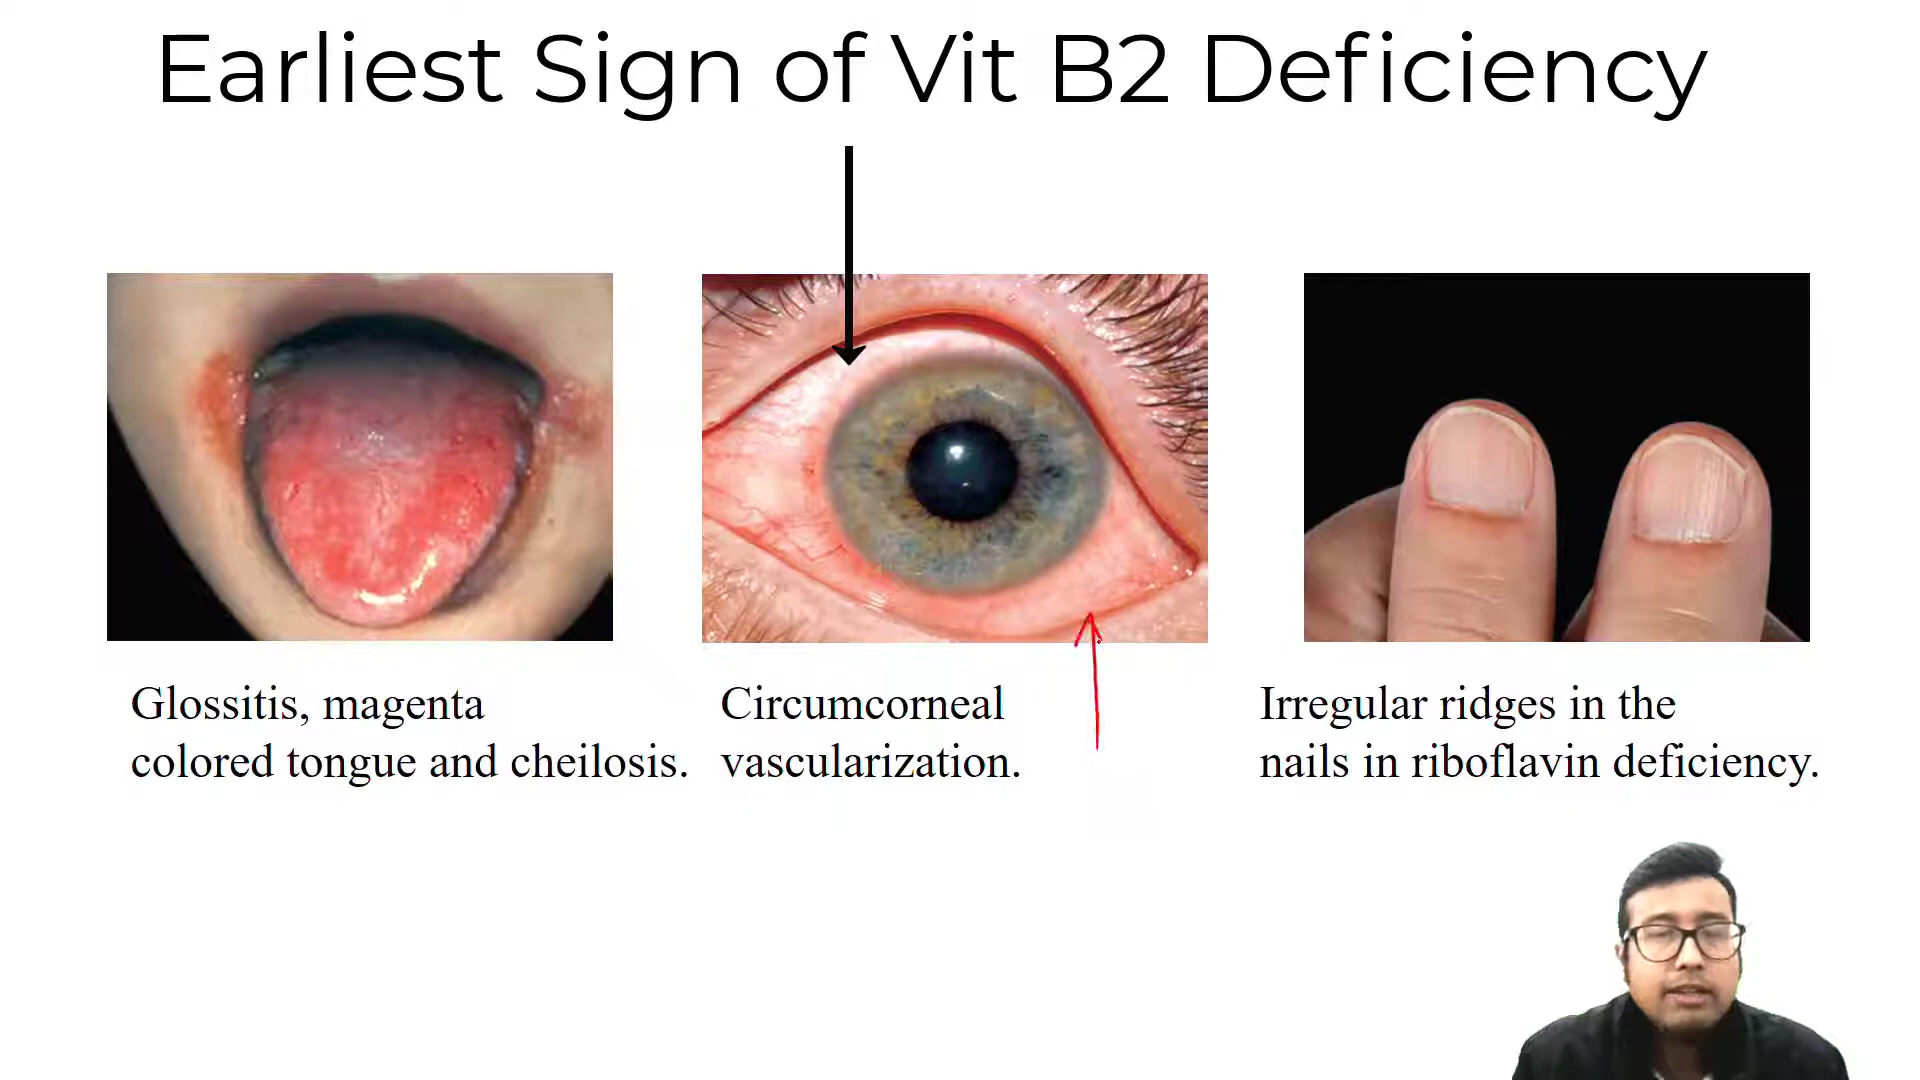 Earliest Sign of Vit B2 Deficiency
Glossitis, magenta
colored tongue and cheilosis.
Circumcorneal
vascularization.
Irregular ridges in the
nails in riboflavin deficiency.